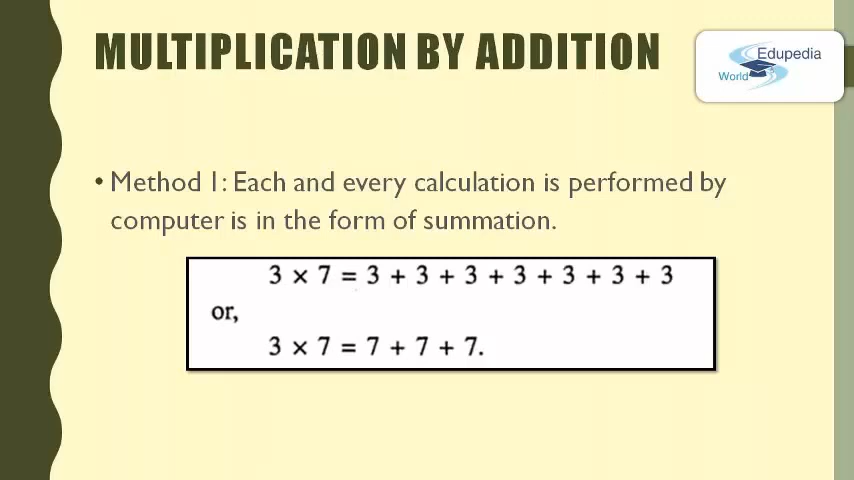 MULTIPLICATION BY ADDITION
Edupedia
World
• Method 1: Each and every calculation is performed by
computer is in the form of summation.
3 × 7 = 3 + 3 + 3 + 3 + 3 + 3 + 3
or,
3 × 7 = 7 + 7 + 7.